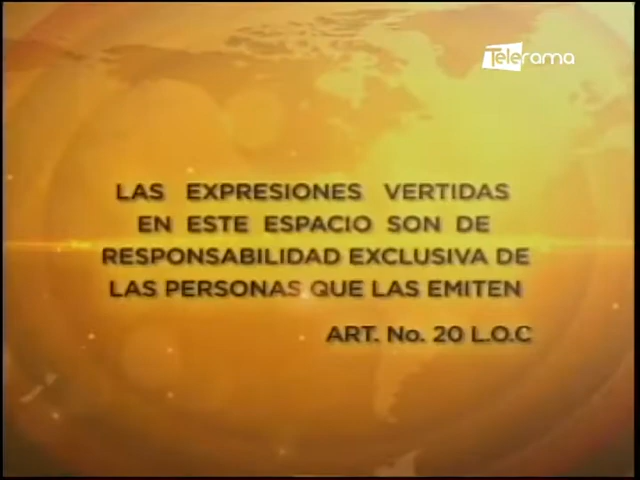 Telerama
LAS EXPRESIONES VERTIDAS
EN ESTE ESPACIO SON DE
RESPONSABILIDAD EXCLUSIVA DE
LAS PERSONAS QUE LAS EMITEN
ART. No. 20 L.O.C